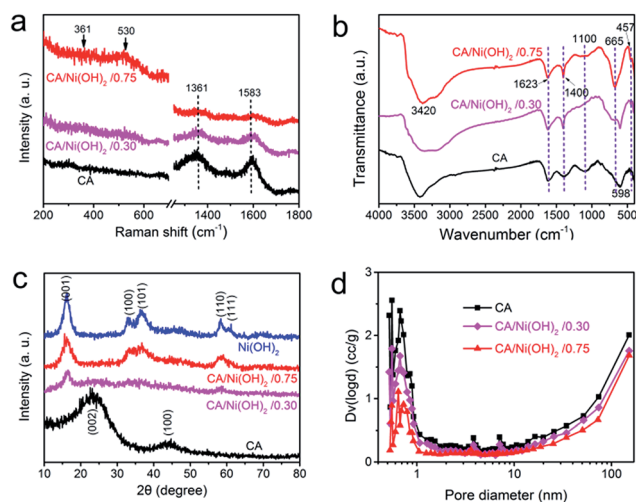 a
361
530
CA/Ni(OH)2 /0.75
1361
1583
CA/Ni(OH)2 /0.30
CA
Intensity (a. u.)
200 400 600 1400 1600 1800
Raman shift (cm-1)
b
457
1100
665
CA/Ni(OH)2 /0.75
1623
1400
3420
CA/Ni(OH)2 /0.30
CA
598
Transmittance (a. u.)
4000 3500 3000 2500 2000 1500 1000 500
Wavenumber (cm-1)
c
(001)
(100)
(101)
(110)
(111)
Ni(OH)2
CA/Ni(OH)2 /0.75
CA/Ni(OH)2 /0.30
(002)
(100)
CA
Intensity (a. u.)
10 20 30 40 50 60 70 80
2θ (degree)
d
3
2
1
0
CA
CA/Ni(OH)2 /0.30
CA/Ni(OH)2 /0.75
Dv(logd) (cc/g)
1 10 100
Pore diameter (nm)